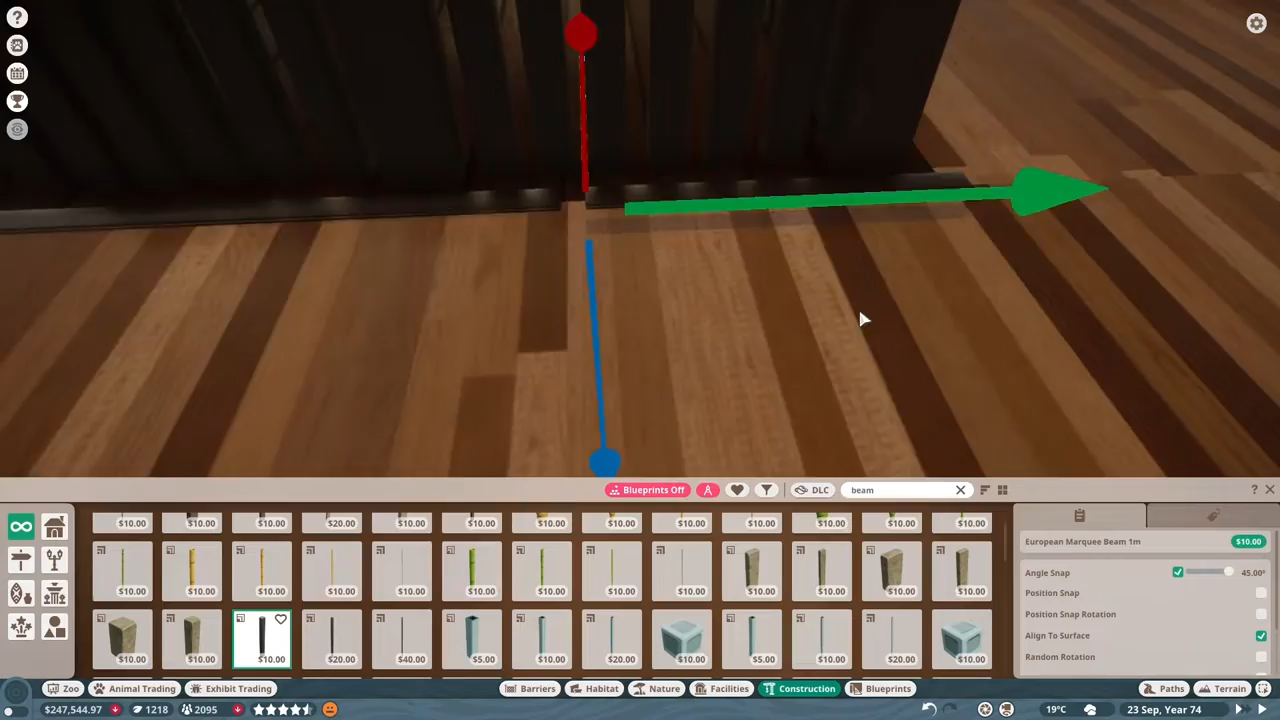 ?
Blueprints Off
DLC
beam
?
$10.00 $10.00 $10.00 $20.00 $10.00 $10.00 $10.00 $10.00 $10.00 $10.00 $10.00 $10.00 $10.00
$10.00 $10.00 $10.00 $10.00 $10.00 $10.00 $10.00 $10.00 $10.00 $10.00 $10.00 $10.00 $10.00
$10.00 $10.00 $10.00 $20.00 $40.00 $5.00 $10.00 $20.00 $10.00 $5.00 $10.00 $20.00 $10.00
European Marquee Beam 1m $10.00
Angle Snap 45.00°
Position Snap
Position Snap Rotation
Align To Surface
Random Rotation
Zoo Animal Trading Exhibit Trading Barriers Habitat Nature Facilities Construction Blueprints Paths Terrain
$247,544.97 1218 2095 19°C 23 Sep, Year 74